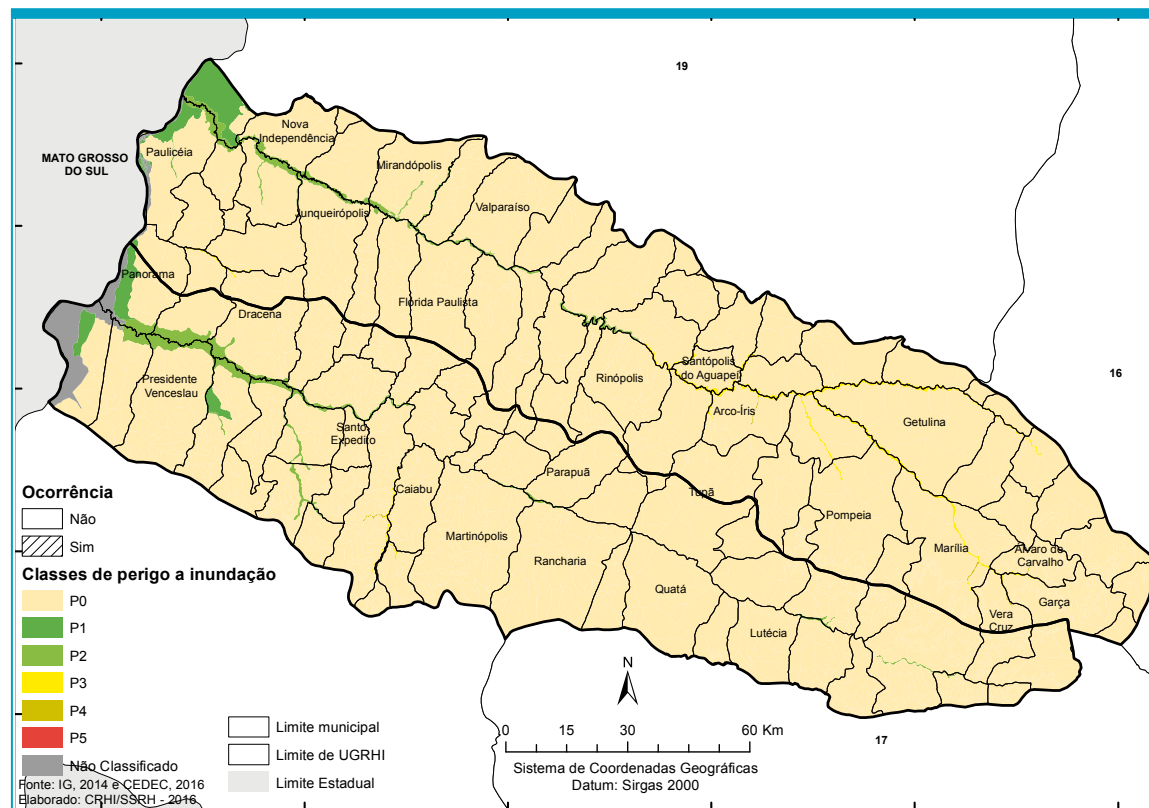 19
Nova
Independência
MATO GROSSO
DO SUL
Paulicéia
Mirandópolis
Valparaíso
Junqueirópolis
Panorama
Flórida Paulista
Dracena
Santópolis
do Aguapeí
16
Presidente
Venceslau
Rinópolis
Arco-Íris
Getulina
Santo
Expedito
Parapuã
Tupã
Caiabu
Pompeia
Martinópolis
Rancharia
Marília
Álvaro de
Carvalho
Quatá
Garça
Vera
Cruz
Lutécia
17
Ocorrência
Não
Sim
Classes de perigo a inundação
P0
P1
P2
P3
P4
P5
Não Classificado
Fonte: IG, 2014 e CEDEC, 2016
Elaborado: CRHI/SSRH - 2016
Limite municipal
Limite de UGRHI
Limite Estadual
N
0 15 30 60 Km
Sistema de Coordenadas Geográficas
Datum: Sirgas 2000